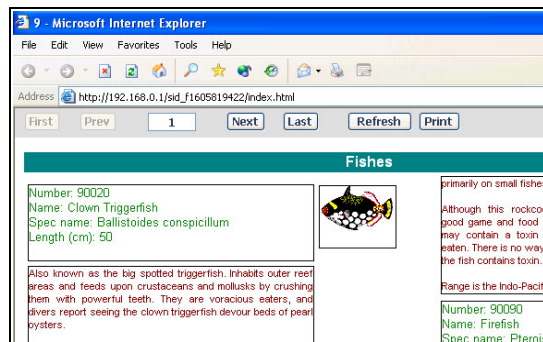 9 - Microsoft Internet Explorer
File Edit View Favorites Tools Help
Address http://192.168.0.1/sid_f1605819422/index.html
First Prev 1 Next Last Refresh Print
Fishes
Number: 90020
Name: Clown Triggerfish
Spec name: Ballistoides conspicillum
Length (cm): 50
Also known as the big spotted triggerfish. Inhabits outer reef
areas and feeds upon crustaceans and mollusks by crushing
them with powerful teeth. They are voracious eaters, and
divers report seeing the clown triggerfish devour beds of pearl
oysters.
primarily on small fishes
Although this rockco
good game and food
may contain a toxin
eaten. There is no way
the fish contains toxin.
Range is the Indo-Pacif
Number: 90090
Name: Firefish
Spec name: Pterois